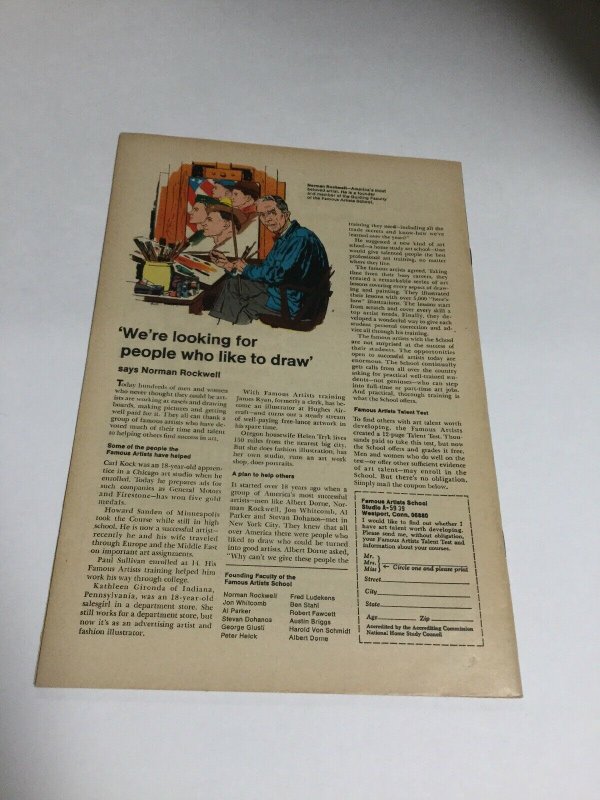 Norman Rockwell—America's most
beloved artist. He is a founder
and member of the Guiding Faculty
of the Famous Artists School.
'We're looking for
people who like to draw'
says Norman Rockwell
Today hundreds of men and women
who never thought they could be art-
ists are working at easels and drawing
boards, making pictures and getting
well paid for it. They all can thank a
group of famous artists who have de-
voted much of their time and talent
to helping others find success in art.
Some of the people the
Famous Artists have helped
Carl Kock was an 18-year-old appren-
tice in a Chicago art studio when he
enrolled. Today he prepares ads for
such companies as General Motors
and Firestone—has won five gold
medals.
Howard Sanden of Minneapolis
took the Course while still in high
school. He is now a successful artist—
recently he and his wife traveled
through Europe and the Middle East
on important art assignments.
Paul Sullivan enrolled at 14. His
Famous Artists training helped him
work his way through college.
Kathleen Gironda of Indiana,
Pennsylvania, was an 18-year-old
salesgirl in a department store. She
still works for a department store, but
now it's as an advertising artist and
fashion illustrator.
With Famous Artists training
James Ryan, formerly a clerk, has be-
come an illustrator at Hughes Air-
craft—and turns out a steady stream
of well-paying free-lance artwork in
his spare time.
Oregon housewife Helen Tryk lives
150 miles from the nearest big city.
But she does fashion illustration, has
her own studio, runs an art work
shop, does portraits.
A plan to help others
It started over 18 years ago when a
group of America's most successful
artists—men like Albert Dorne, Nor-
man Rockwell, Jon Whitcomb, Al
Parker and Stevan Dohanos—met in
New York City. They knew that all
over America there were people who
liked to draw who could be turned
into good artists. Albert Dorne asked,
"Why can't we give these people the
Founding Faculty of the
Famous Artists School
Norman Rockwell
Jon Whitcomb
Al Parker
Stevan Dohanos
George Giusti
Peter Helck
Fred Ludekens
Ben Stahl
Robert Fawcett
Austin Briggs
Harold Von Schmidt
Albert Dorne
training they need—including all the
trade secrets and know-how we've
learned over the years?"
He suggested a new kind of art
school—a home study art school—that
would give talented people the best
professional art training, no matter
where they live.
The famous artists agreed. Taking
time from their busy careers, they
created a remarkable series of art
lessons covering every aspect of draw-
ing and painting. They illustrated
their lessons with over 5,000 "here's
how" illustrations. The lessons start
from scratch and cover every skill a
top artist needs. Finally, they de-
veloped a wonderful way to give each
student personal correction and ad-
vice all through his training.
The famous artists with the School
are not surprised at the success of
their students. The opportunities
open to successful artists today are
enormous. The School continually
gets calls from all over the country
asking for practical well-trained stu-
dents—not geniuses—who can step
into full-time or part-time art jobs.
And practical, thorough training is
what the School offers.
Famous Artists Talent Test
To find others with art talent worth
developing, the Famous Artists
created a 12-page Talent Test. Thou-
sands paid to take this test, but now
the School offers and grades it free.
Men and women who do well on the
test—or offer other sufficient evidence
of art talent—may enroll in the
School. But there's no obligation.
Simply mail the coupon below.
Famous Artists School
Studio A-59 39
Westport, Conn. 06880
I would like to find out whether I
have art talent worth developing.
Please send me, without obligation,
your Famous Artists Talent Test and
information about your courses.
Mr.
Mrs.
Miss
← Circle one and please print
Street
City
State
Age Zip
Accredited by the Accrediting Commission
National Home Study Council